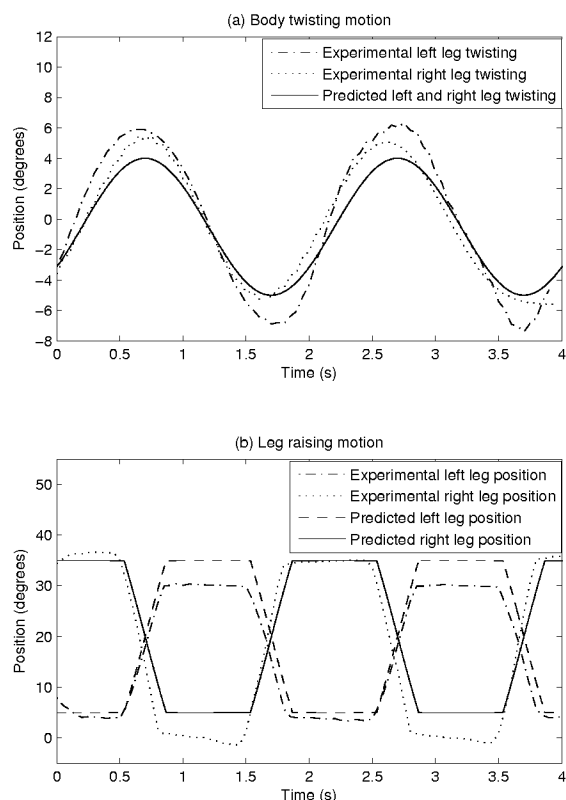 (a) Body twisting motion
12
10
8
6
4
2
0
-2
-4
-6
-8
Position (degrees)
Experimental left leg twisting
Experimental right leg twisting
Predicted left and right leg twisting
0
0.5
1
1.5
2
2.5
3
3.5
4
Time (s)
(b) Leg raising motion
50
40
30
20
10
0
Position (degrees)
Experimental left leg position
Experimental right leg position
Predicted left leg position
Predicted right leg position
0
0.5
1
1.5
2
2.5
3
3.5
4
Time (s)